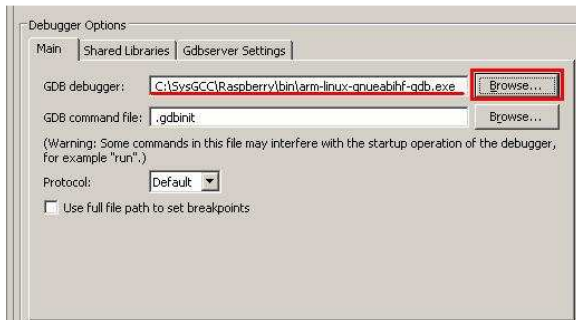 Debugger Options
Main Shared Libraries Gdbserver Settings
GDB debugger: C:\SysGCC\Raspberry\bin\arm-linux-gnueabihf-gdb.exe Browse...
GDB command file: .gdbinit Browse...
(Warning: Some commands in this file may interfere with the startup operation of the debugger,
for example "run".)
Protocol: Default
Use full file path to set breakpoints